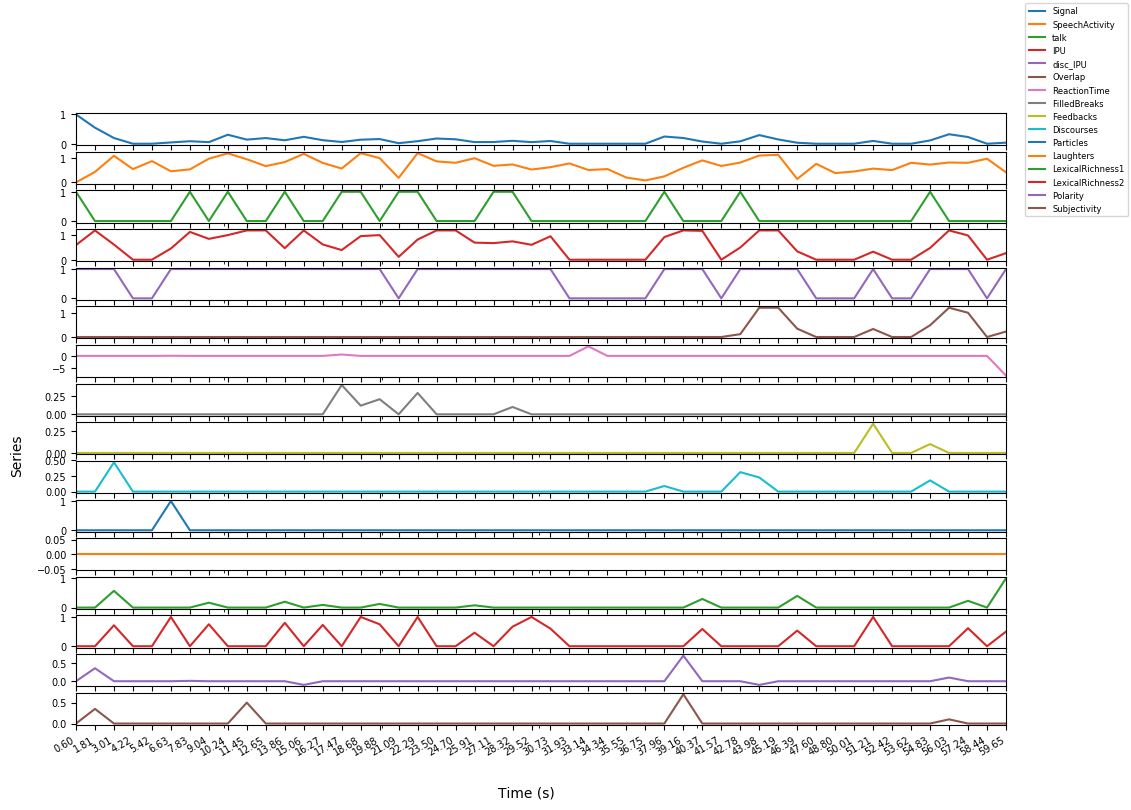 Signal
SpeechActivity
talk
IPU
disc_IPU
Overlap
ReactionTime
FilledBreaks
Feedbacks
Discourses
Particles
Laughters
LexicalRichness1
LexicalRichness2
Polarity
Subjectivity
1
0
1
0
1
0
1
0
1
0
1
0
0
−5
0.25
0.00
0.25
0.00
0.50
0.25
0.00
1
0
0.05
0.00
−0.05
1
0
1
0
0.5
0.0
0.5
0.0
Series
0.60 1.81 3.01 4.22 5.42 6.63 7.83 9.04 10.24 11.45 12.65 13.86 15.06 16.27 17.47 18.68 19.88 21.09 22.29 23.50 24.70 25.91 27.11 28.32 29.52 30.73 31.93 33.14 34.34 35.55 36.75 37.96 39.16 40.37 41.57 42.78 43.98 45.19 46.39 47.60 48.80 50.01 51.21 52.42 53.62 54.83 56.03 57.24 58.44 59.65
Time (s)